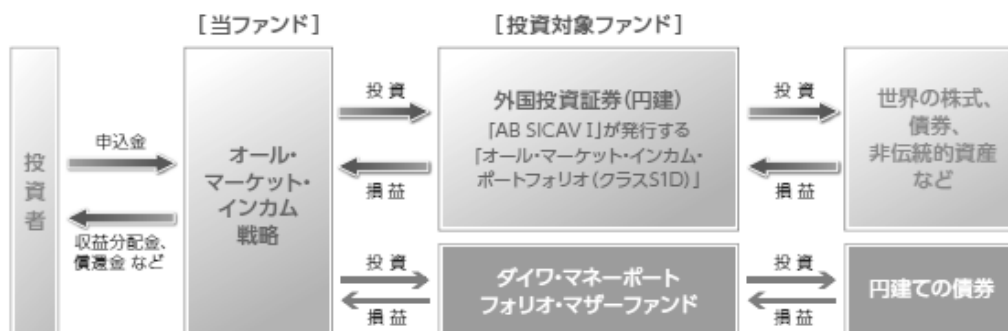 [当ファンド]
[投資対象ファンド]
投資者
申込金
収益分配金、
償還金 など
オール・
マーケット・
インカム
戦略
投 資
損 益
外国投資証券(円建)
「AB SICAV I」が発行する
「オール・マーケット・インカム・
ポートフォリオ(クラスS1D)」
投 資
損 益
世界の株式、
債券、
非伝統的資産
など
投 資
損 益
ダイワ・マネーポート
フォリオ・マザーファンド
投 資
損 益
円建ての債券